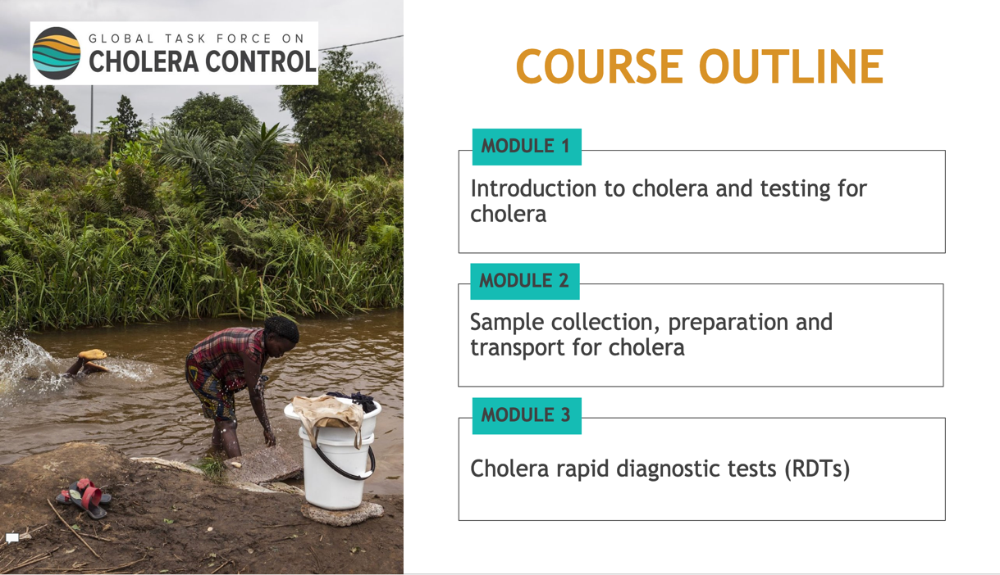 GLOBAL TASK FORCE ON
CHOLERA CONTROL
COURSE OUTLINE
MODULE 1
Introduction to cholera and testing for
cholera
MODULE 2
Sample collection, preparation and
transport for cholera
MODULE 3
Cholera rapid diagnostic tests (RDTs)